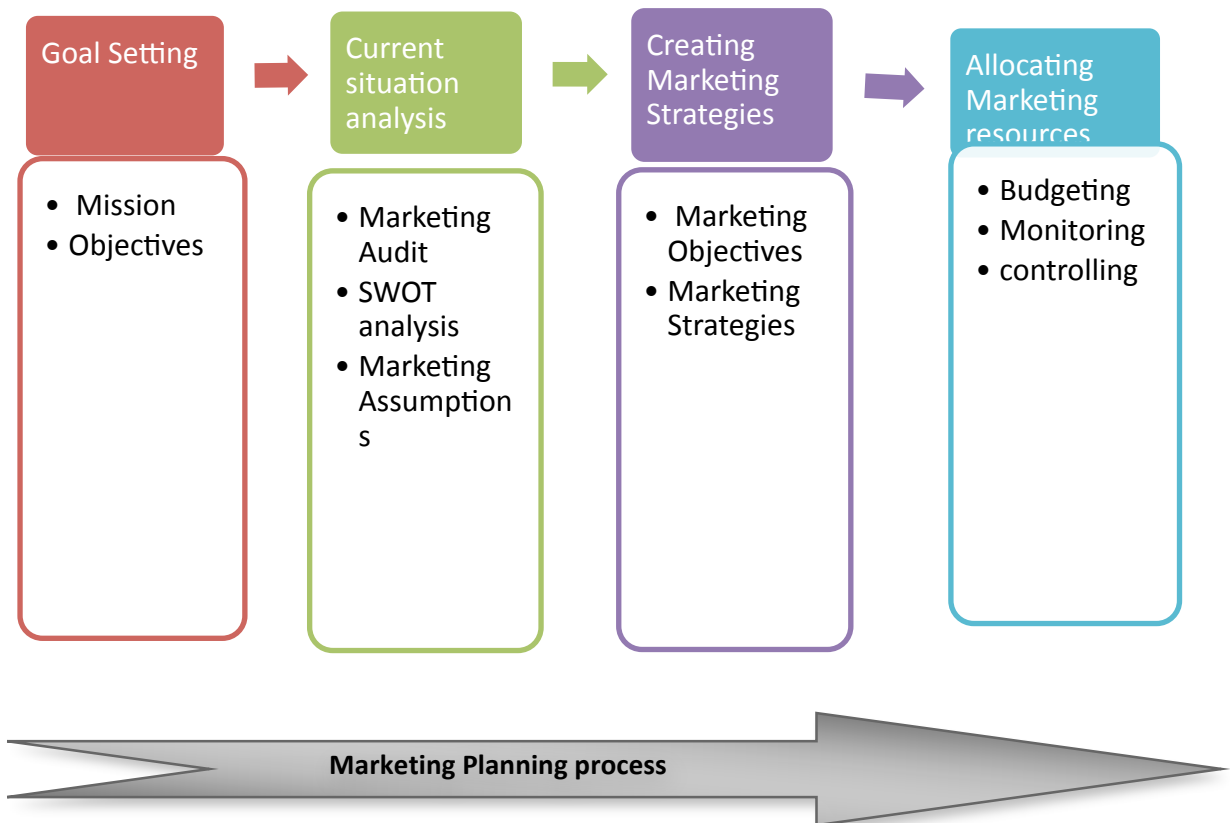 Goal Setting
Current
situation
analysis
Creating
Marketing
Strategies
Allocating
Marketing
resources
• Mission
• Objectives
• Marketing
Audit
• SWOT
analysis
• Marketing
Assumption
s
• Marketing
Objectives
• Marketing
Strategies
• Budgeting
• Monitoring
• controlling
Marketing Planning process